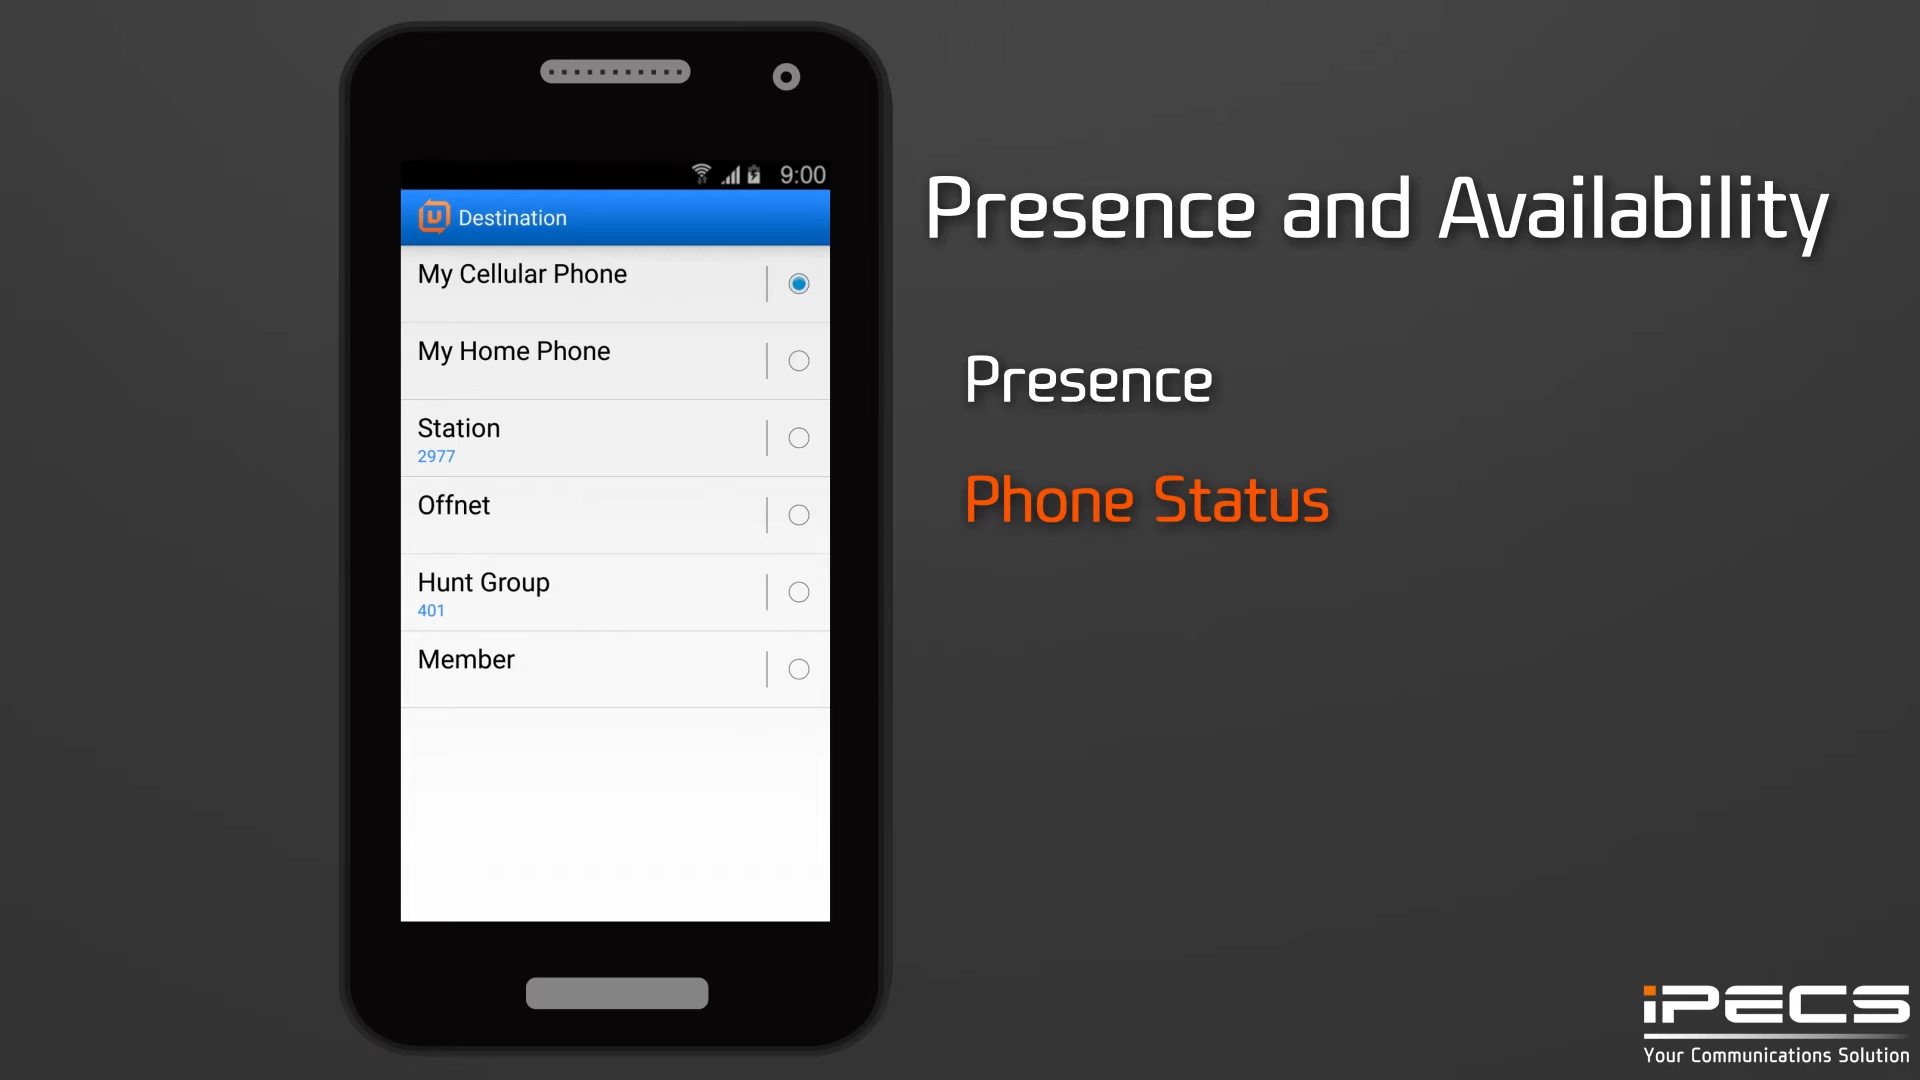 9:00
Destination
My Cellular Phone
My Home Phone
Station
2977
Offnet
Hunt Group
401
Member
Presence and Availability
Presence
Phone Status
iPECS
Your Communications Solution